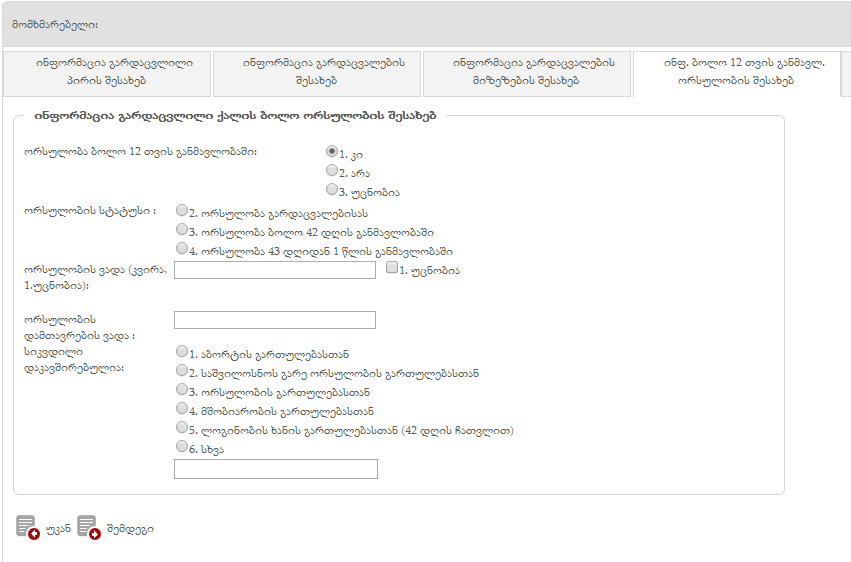 მომხმარებელი:
ინფორმაცია გარდაცვლილი
პირის შესახებ
ინფორმაცია გარდაცვალების
შესახებ
ინფორმაცია გარდაცვალების
მიზეზების შესახებ
ინფ. ბოლო 12 თვის განმავლ.
ორსულობის შესახებ
ინფორმაცია გარდაცვლილი ქალის ბოლო ორსულობის შესახებ
ორსულობა ბოლო 12 თვის განმავლობაში:
1. კი
2. არა
3. უცნობია
ორსულობის სტატუსი :
2. ორსულობა გარდაცვალებისას
3. ორსულობა ბოლო 42 დღის განმავლობაში
4. ორსულობა 43 დღიდან 1 წლის განმავლობაში
ორსულობის ვადა (კვირა,
1.უცნობია):
1. უცნობია
ორსულობის
დამთავრების ვადა :
სიკვდილი
დაკავშირებულია:
1. აბორტის გართულებასთან
2. საშვილოსნოს გარე ორსულობის გართულებასთან
3. ორსულობის გართულებასთან
4. მშობიარობის გართულებასთან
5. ლოგინობის ხანის გართულებასთან (42 დღის ჩათვლით)
6. სხვა
უკან
შემდეგი